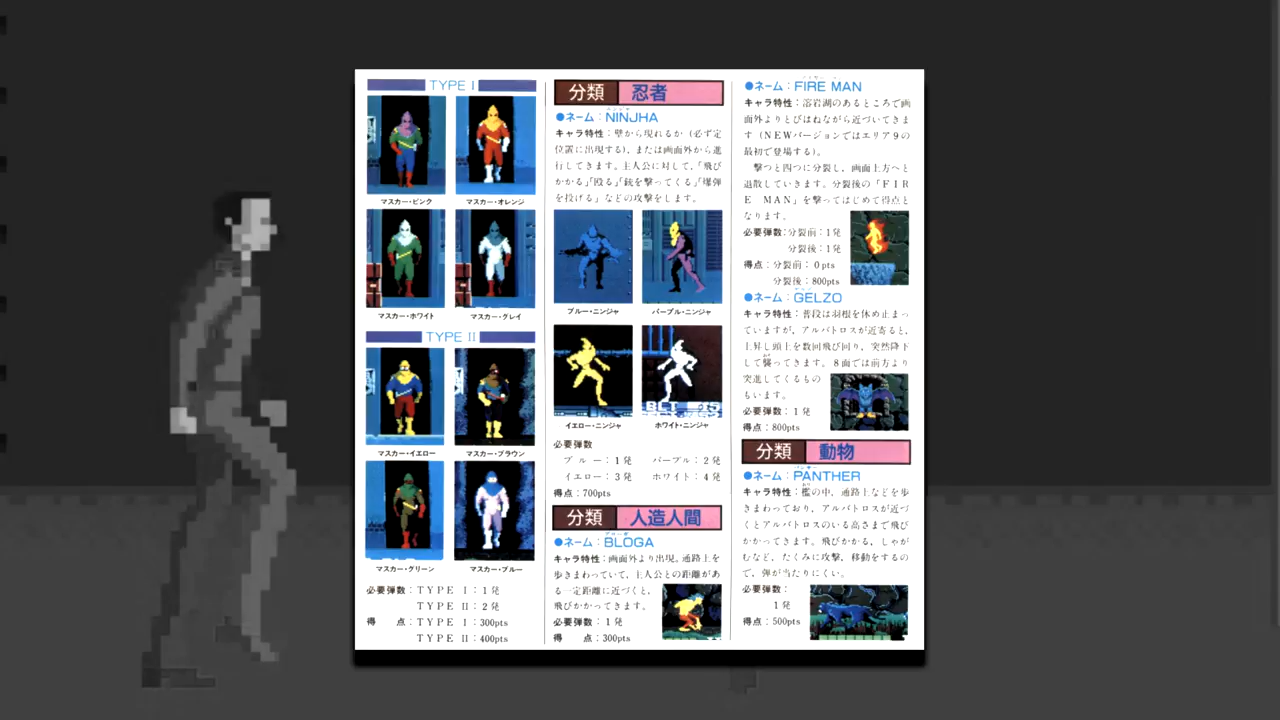 TYPE I
マスカー・ピンク
マスカー・オレンジ
マスカー・ホワイト
マスカー・グレイ
TYPE II
マスカー・イエロー
マスカー・ブラウン
マスカー・グリーン
マスカー・ブルー
必要弾数：TYPE I：1発
TYPE II：2発
得 点：TYPE I：300pts
TYPE II：400pts
分類 忍者
●ネーム：NINJHA
キャラ特性：壁から現れるか（必ず定
位置に出現する）、または画面外から進
行してきます。主人公に対して、「飛び
かかる」「殴る」「銃を撃ってくる」「爆弾
を投げる」などの攻撃をします。
ブルー・ニンジャ
パープル・ニンジャ
イエロー・ニンジャ
ホワイト・ニンジャ
必要弾数
ブルー：1発 パープル：2発
イエロー：3発 ホワイト：4発
得点：700pts
分類 人造人間
●ネーム：BLOGA
キャラ特性：画面外より出現。通路上を
歩きまわっていて、主人公との距離があ
る一定距離に近づくと、
飛びかかってきます。
必要弾数：1発
得 点：300pts
●ネーム：FIRE MAN
キャラ特性：溶岩湖のあるところで画
面外よりとびはねながら近づいてきま
す（NEWバージョンではエリア9の
最初で登場する）。
撃つと四つに分裂し、画面上方へと
退散していきます。分裂後の「FIR
E MAN」を撃ってはじめて得点と
なります。
必要弾数：分裂前：1発
分裂後：1発
得点：分裂前：0pts
分裂後：800pts
●ネーム：GELZO
キャラ特性：普段は羽根を休め止まっ
ていますが、アルバトロスが近寄ると、
上昇し頭上を数回飛び回り、突然降下
して襲ってきます。8面では前方より
突進してくるもの
もいます。
必要弾数：1発
得点：800pts
分類 動物
●ネーム：PANTHER
キャラ特性：檻の中、通路上などを歩
きまわっており、アルバトロスが近づ
くとアルバトロスのいる高さまで飛び
かかってきます。飛びかかる、しゃが
むなど、たくみに攻撃、移動をするの
で、弾が当たりにくい。
必要弾数：
1発
得点：500pts